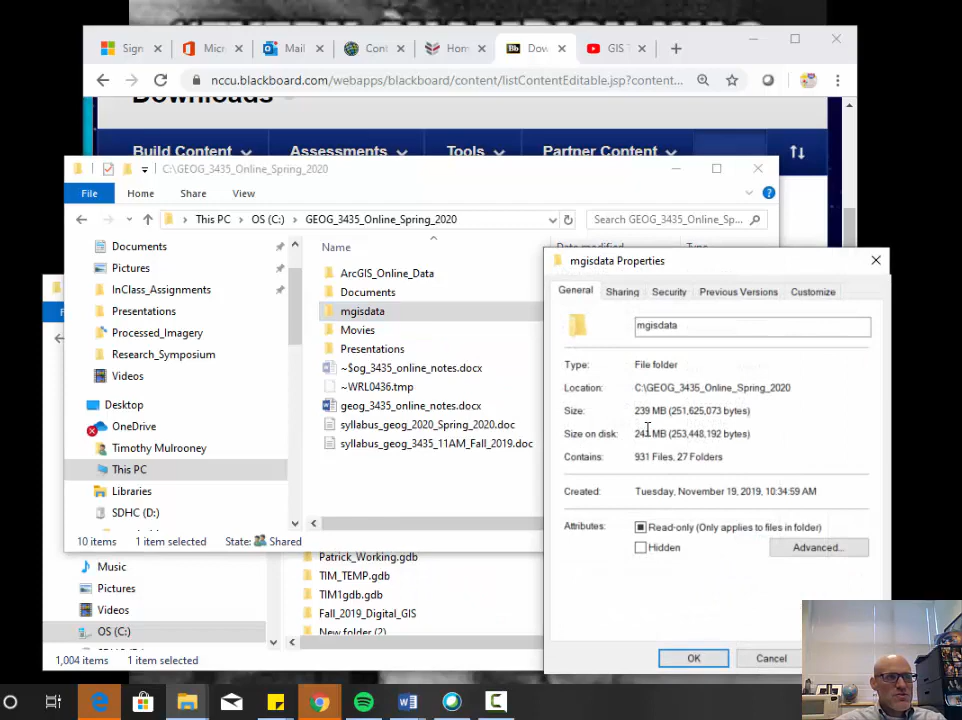 Sign
Micr
Mail
Cont
Hom
Bb
Dow
GIS T
nccu.blackboard.com/webapps/blackboard/content/listContentEditable.jsp?content...
Downloads
Build Content
Assessments
Tools
Partner Content
C:\GEOG_3435_Online_Spring_2020
File
Home
Share
View
This PC > OS (C:) > GEOG_3435_Online_Spring_2020
Search GEOG_3435_Online_Sp...
Name
Date modified
Type
Documents
Pictures
InClass_Assignments
Presentations
Processed_Imagery
Research_Symposium
Videos
Desktop
OneDrive
Timothy Mulrooney
This PC
Libraries
SDHC (D:)
ArcGIS_Online_Data
Documents
mgisdata
Movies
Presentations
~$og_3435_online_notes.docx
~WRL0436.tmp
geog_3435_online_notes.docx
syllabus_geog_2020_Spring_2020.doc
syllabus_geog_3435_11AM_Fall_2019.doc
10 items
1 item selected
State:
Shared
mgisdata Properties
General
Sharing
Security
Previous Versions
Customize
mgisdata
Type: File folder
Location: C:\GEOG_3435_Online_Spring_2020
Size: 239 MB (251,625,073 bytes)
Size on disk: 241 MB (253,448,192 bytes)
Contains: 931 Files, 27 Folders
Created: Tuesday, November 19, 2019, 10:34:59 AM
Attributes:
Read-only (Only applies to files in folder)
Hidden
Advanced...
OK
Cancel
Music
Pictures
Videos
OS (C:)
Patrick_Working.gdb
TIM_TEMP.gdb
TIM1gdb.gdb
Fall_2019_Digital_GIS
New folder (2)
1,004 items
1 item selected